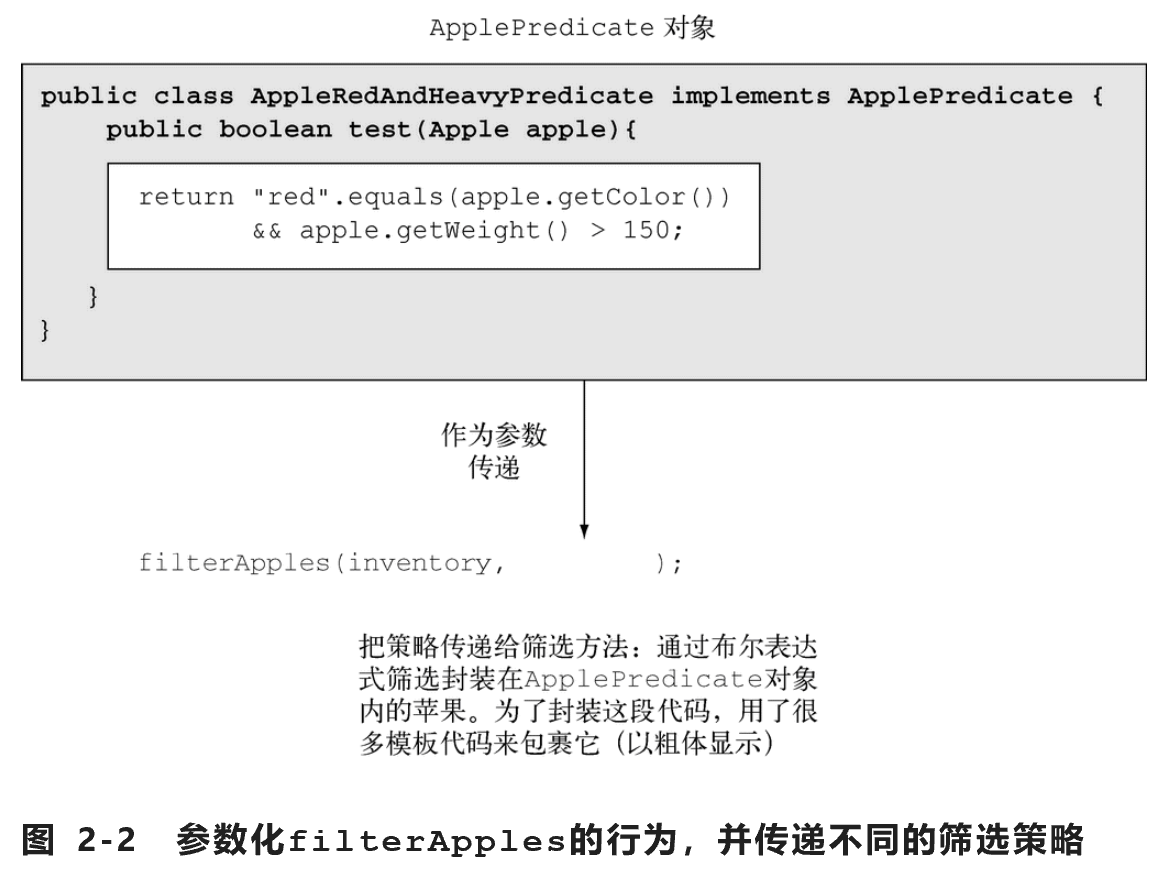 ApplePredicate 对象
public class AppleRedAndHeavyPredicate implements ApplePredicate {
public boolean test(Apple apple){
return "red".equals(apple.getColor())
&& apple.getWeight() > 150;
}
}
作为参数
传递
filterApples(inventory,          );
把策略传递给筛选方法：通过布尔表达
式筛选封装在ApplePredicate对象
内的苹果。为了封装这段代码，用了很
多模板代码来包裹它（以粗体显示）
图 2-2 参数化filterApples的行为，并传递不同的筛选策略